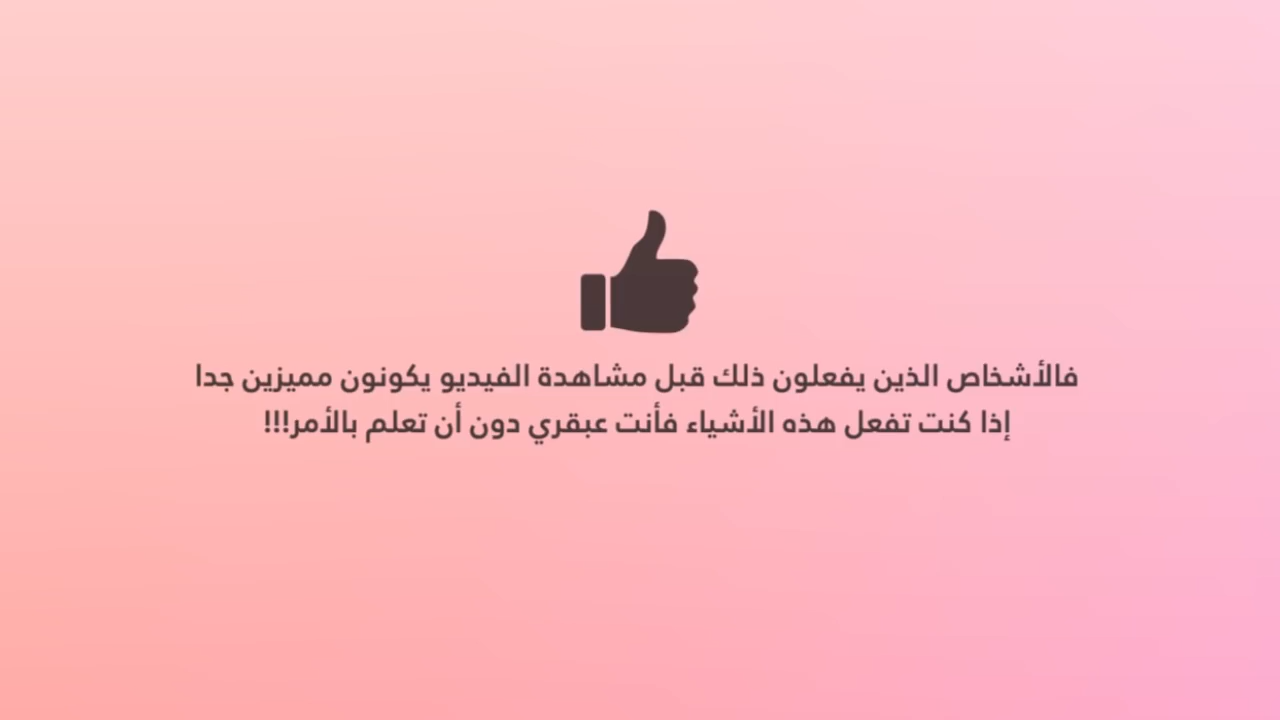 فالأشخاص الذين يفعلون ذلك قبل مشاهدة الفيديو يكونون مميزين جدا
إذا كنت تفعل هذه الأشياء فأنت عبقري دون أن تعلم بالأمر!!!